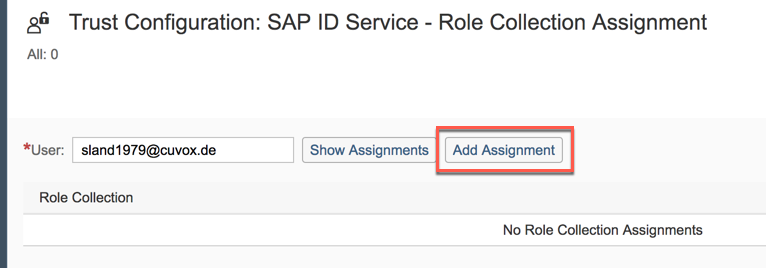 Trust Configuration: SAP ID Service - Role Collection Assignment
All: 0
*User: sland1979@cuvox.de Show Assignments Add Assignment
Role Collection
No Role Collection Assignments